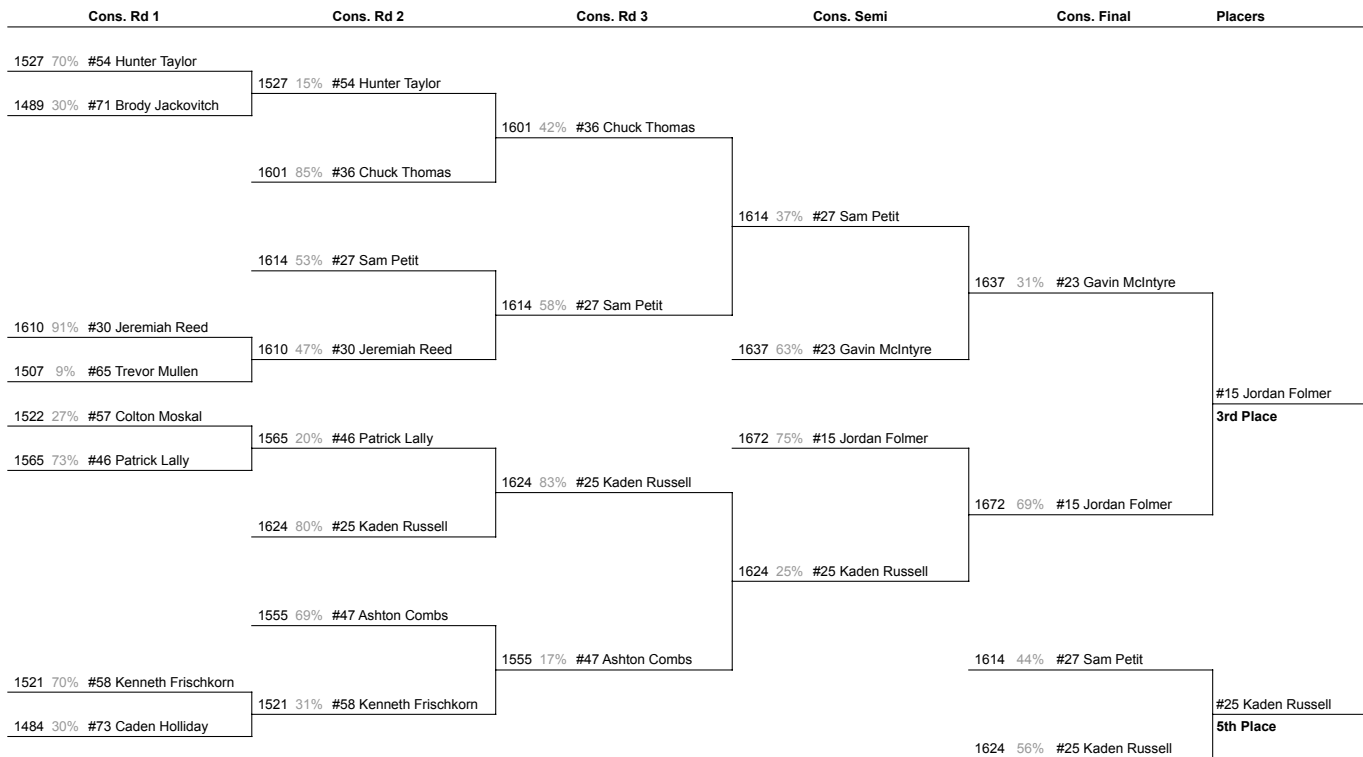 Cons. Rd 1 Cons. Rd 2 Cons. Rd 3 Cons. Semi Cons. Final Placers
1527 70% #54 Hunter Taylor
1489 30% #71 Brody Jackovitch
1610 91% #30 Jeremiah Reed
1507 9% #65 Trevor Mullen
1522 27% #57 Colton Moskal
1565 73% #46 Patrick Lally
1521 70% #58 Kenneth Frischkorn
1484 30% #73 Caden Holliday
1527 15% #54 Hunter Taylor
1601 85% #36 Chuck Thomas
1614 53% #27 Sam Petit
1610 47% #30 Jeremiah Reed
1565 20% #46 Patrick Lally
1624 80% #25 Kaden Russell
1555 69% #47 Ashton Combs
1521 31% #58 Kenneth Frischkorn
1601 42% #36 Chuck Thomas
1614 58% #27 Sam Petit
1624 83% #25 Kaden Russell
1555 17% #47 Ashton Combs
1614 37% #27 Sam Petit
1637 63% #23 Gavin McIntyre
1672 75% #15 Jordan Folmer
1624 25% #25 Kaden Russell
1637 31% #23 Gavin McIntyre
1672 69% #15 Jordan Folmer
1614 44% #27 Sam Petit
1624 56% #25 Kaden Russell
#15 Jordan Folmer
3rd Place
#25 Kaden Russell
5th Place